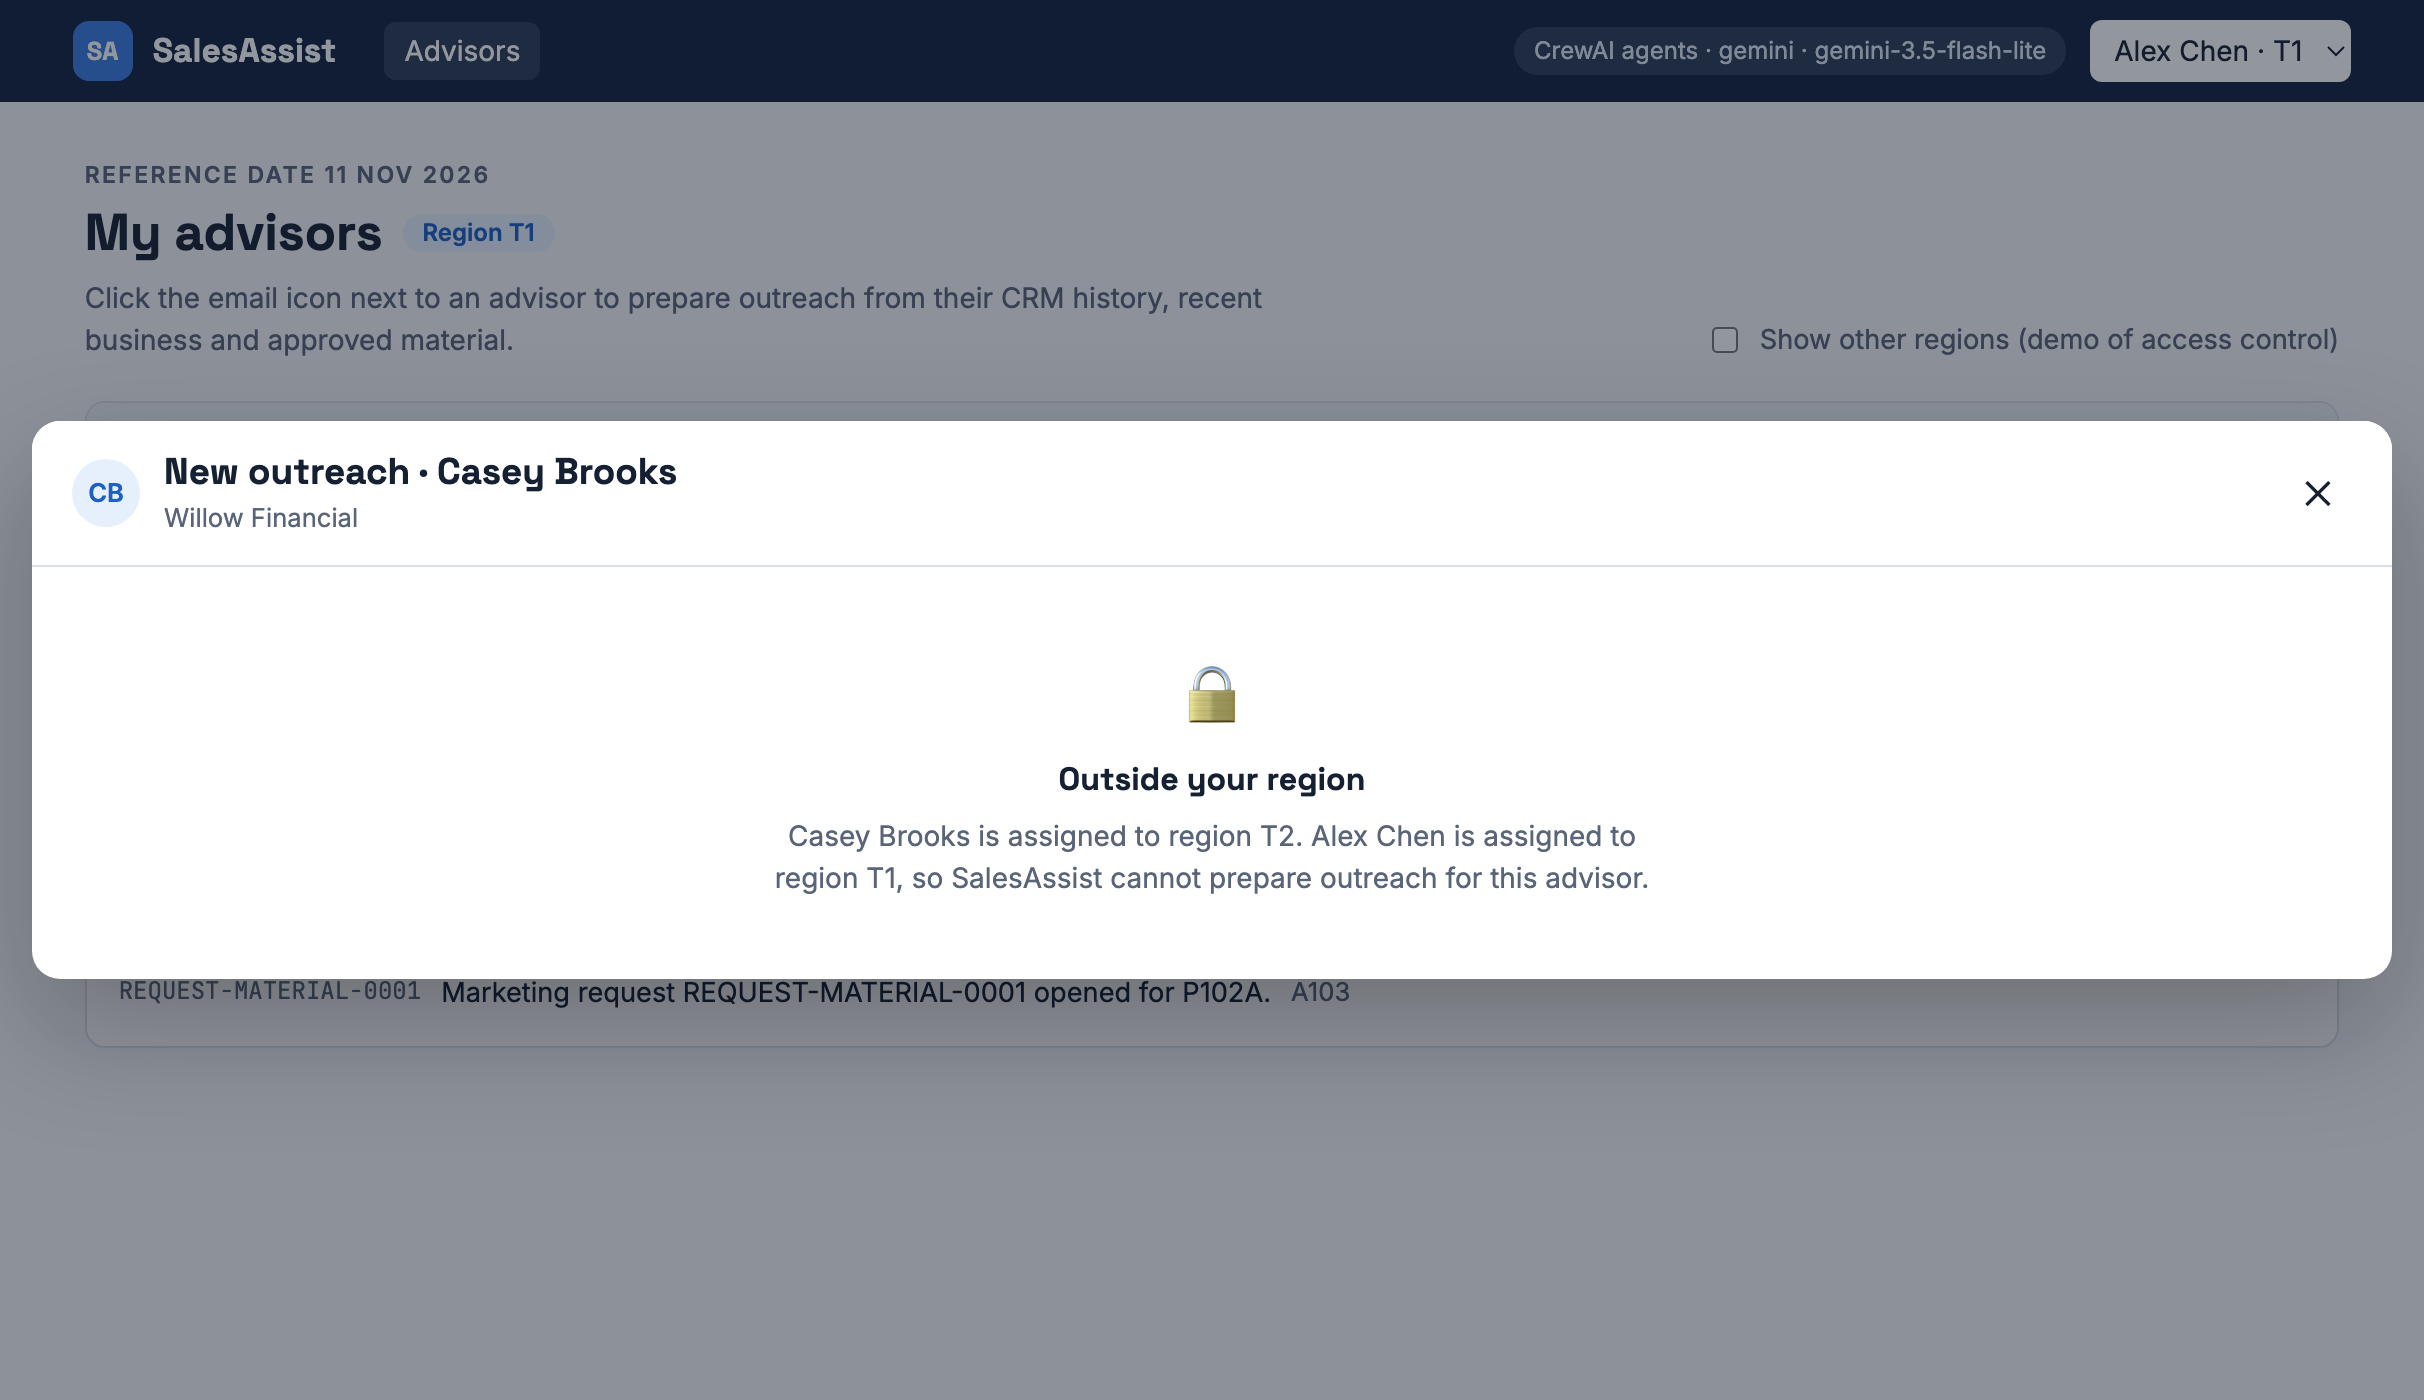 SA SalesAssist Advisors CrewAI agents · gemini · gemini-3.5-flash-lite Alex Chen · T1
REFERENCE DATE 11 NOV 2026
My advisors Region T1
Click the email icon next to an advisor to prepare outreach from their CRM history, recent
business and approved material.
Show other regions (demo of access control)
CB New outreach · Casey Brooks
Willow Financial
Outside your region
Casey Brooks is assigned to region T2. Alex Chen is assigned to
region T1, so SalesAssist cannot prepare outreach for this advisor.
REQUEST-MATERIAL-0001 Marketing request REQUEST-MATERIAL-0001 opened for P102A. A103